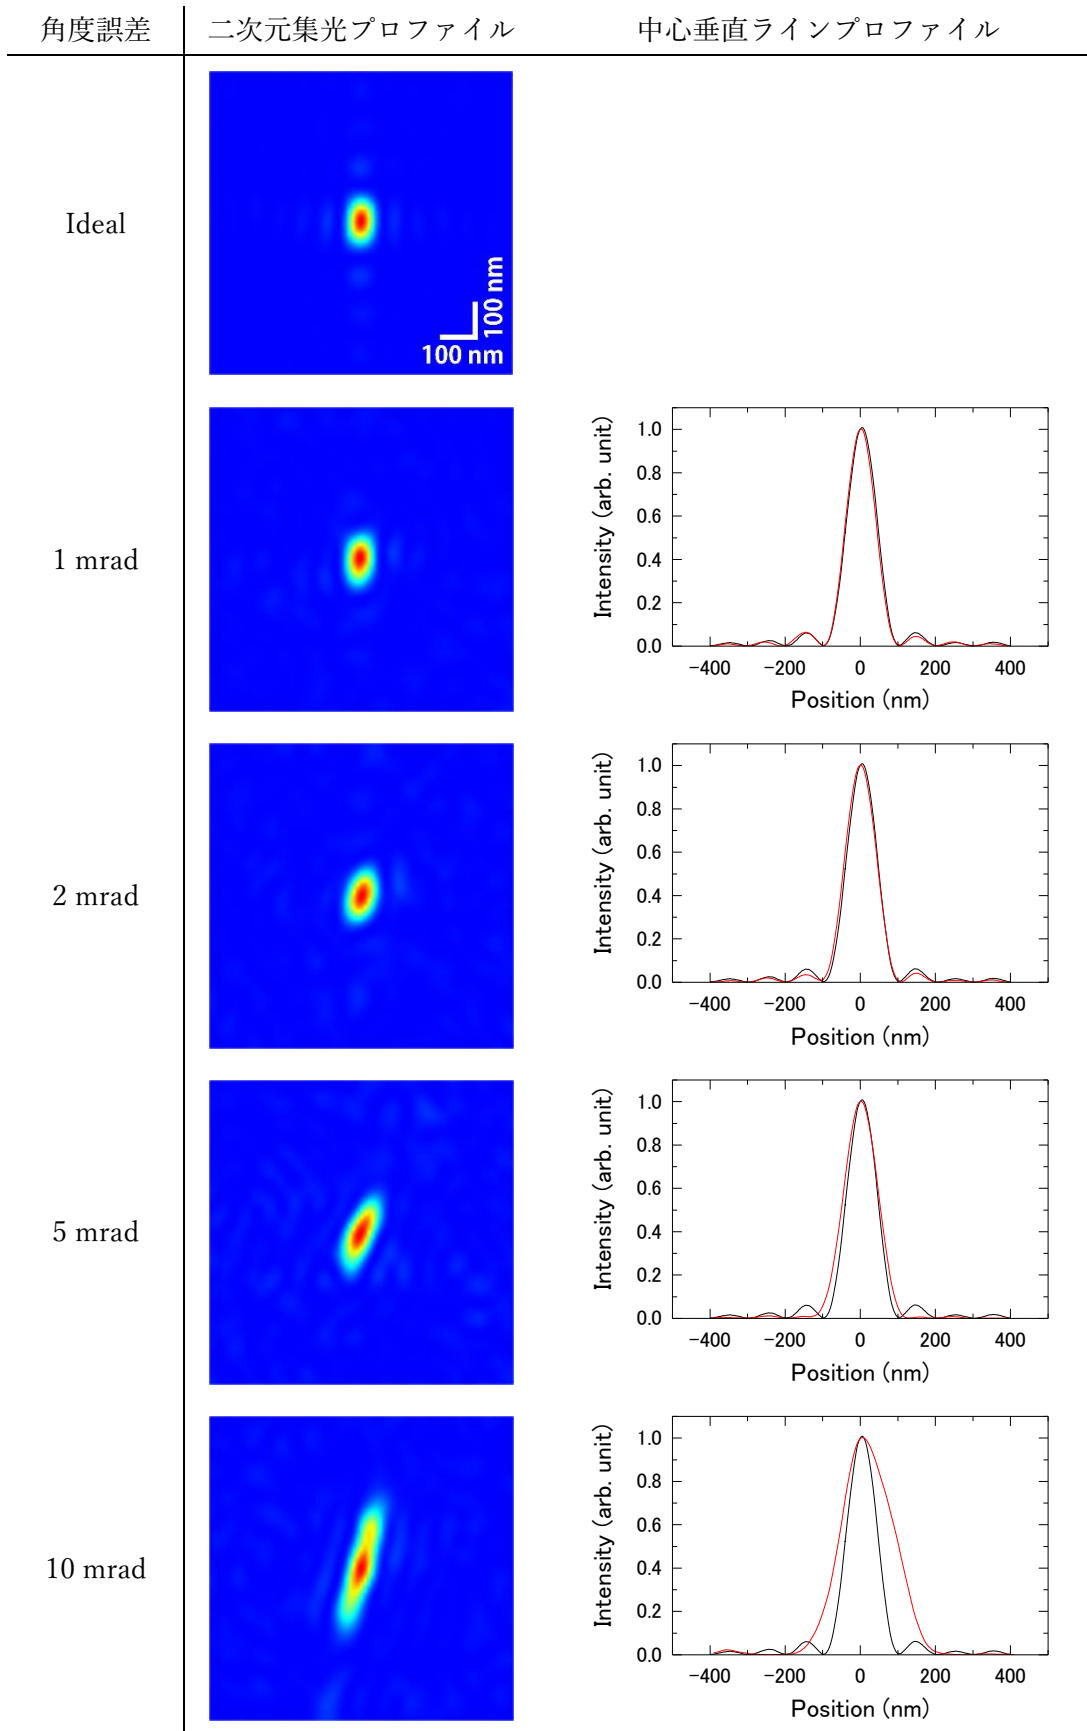 角度誤差 二次元集光プロファイル 中心垂直ラインプロファイル
Ideal
100 nm
100 nm
1 mrad
Intensity (arb. unit)
1.0
0.8
0.6
0.4
0.2
0.0
−400 −200 0 200 400
Position (nm)
2 mrad
Intensity (arb. unit)
1.0
0.8
0.6
0.4
0.2
0.0
−400 −200 0 200 400
Position (nm)
5 mrad
Intensity (arb. unit)
1.0
0.8
0.6
0.4
0.2
0.0
−400 −200 0 200 400
Position (nm)
10 mrad
Intensity (arb. unit)
1.0
0.8
0.6
0.4
0.2
0.0
−400 −200 0 200 400
Position (nm)